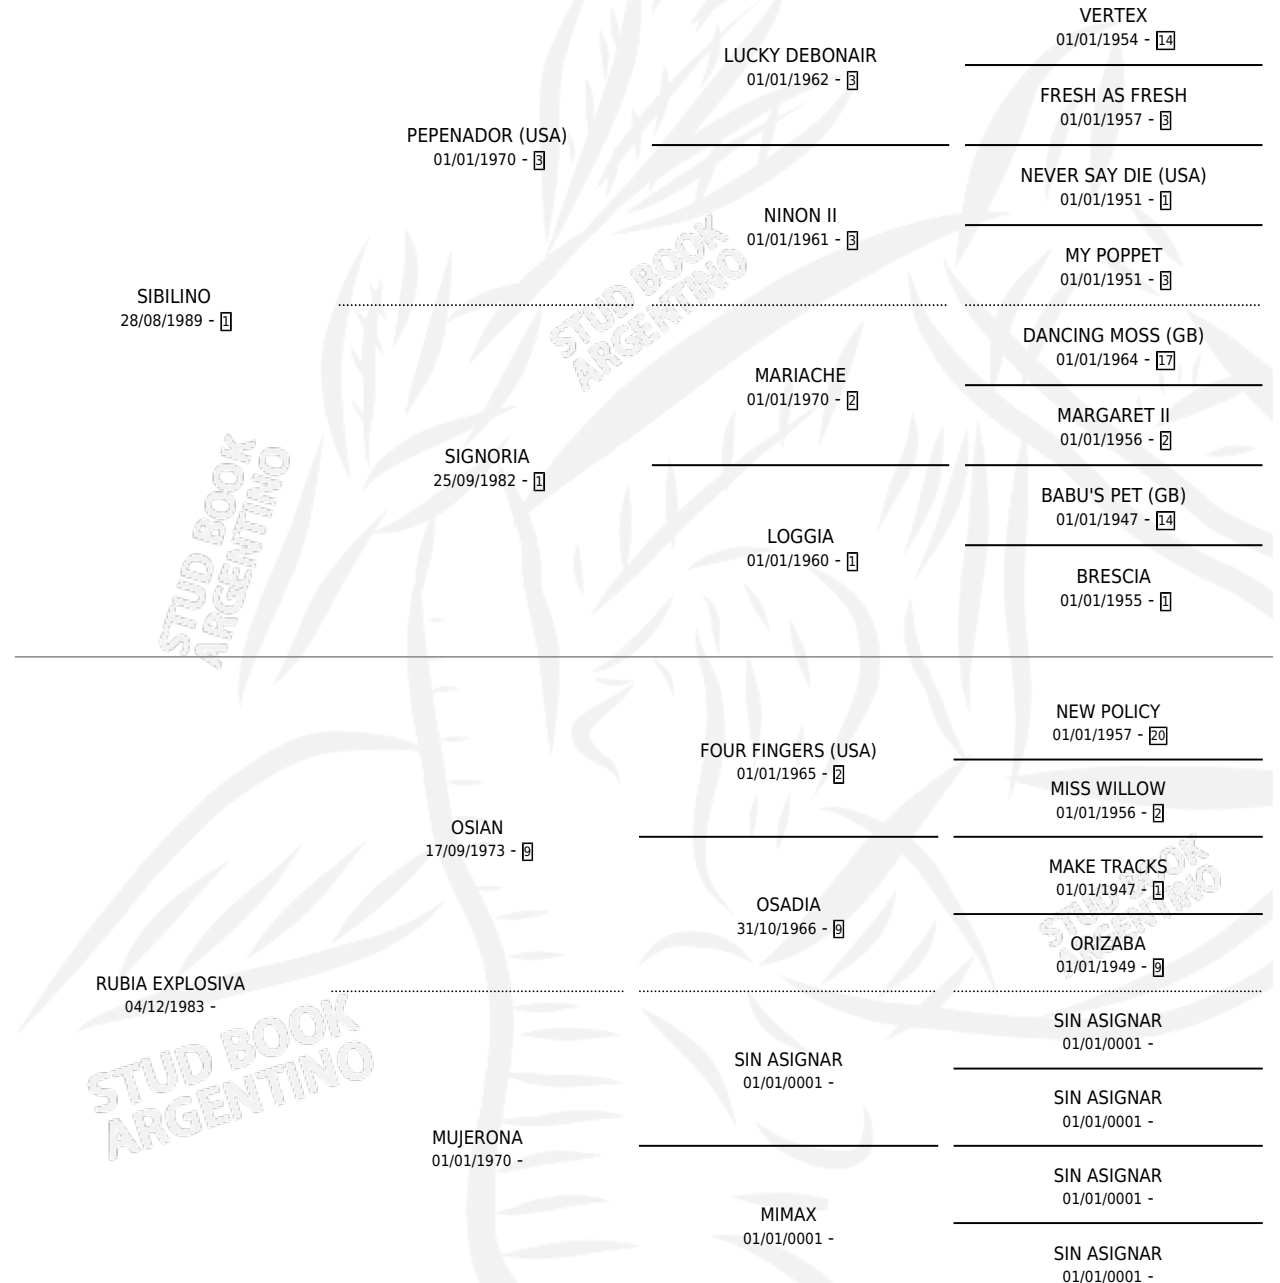 VERTEX
01/01/1954 - 14
LUCKY DEBONAIR
01/01/1962 - 3
FRESH AS FRESH
01/01/1957 - 3
PEPENADOR (USA)
01/01/1970 - 3
NEVER SAY DIE (USA)
01/01/1951 - 1
NINON II
01/01/1961 - 3
MY POPPET
01/01/1951 - 3
SIBILINO
28/08/1989 - 1
DANCING MOSS (GB)
01/01/1964 - 17
MARIACHE
01/01/1970 - 2
MARGARET II
01/01/1956 - 2
SIGNORIA
25/09/1982 - 1
BABU'S PET (GB)
01/01/1947 - 14
LOGGIA
01/01/1960 - 1
BRESCIA
01/01/1955 - 1
NEW POLICY
01/01/1957 - 20
FOUR FINGERS (USA)
01/01/1965 - 2
MISS WILLOW
01/01/1956 - 2
OSIAN
17/09/1973 - 9
MAKE TRACKS
01/01/1947 - 1
OSADIA
31/10/1966 - 9
ORIZABA
01/01/1949 - 9
RUBIA EXPLOSIVA
04/12/1983 -
SIN ASIGNAR
01/01/0001 -
SIN ASIGNAR
01/01/0001 -
SIN ASIGNAR
01/01/0001 -
MUJERONA
01/01/1970 -
SIN ASIGNAR
01/01/0001 -
MIMAX
01/01/0001 -
SIN ASIGNAR
01/01/0001 -
STUD BOOK
ARGENTINO
STUD BOOK
ARGENTINO
STUD BOOK
ARGENTINO
STUD BOOK
ARGENTINO